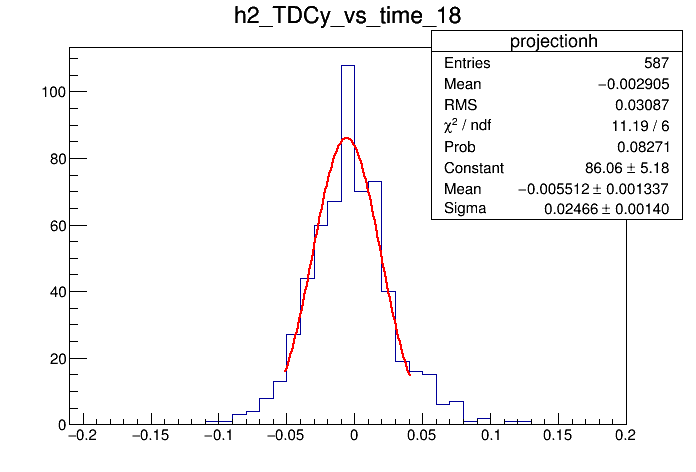 h2_TDCy_vs_time_18
projectionh
Entries 587
Mean −0.002905
RMS 0.03087
χ² / ndf 11.19 / 6
Prob 0.08271
Constant 86.06 ± 5.18
Mean −0.005512 ± 0.001337
Sigma 0.02466 ± 0.00140
100
80
60
40
20
0
−0.2 −0.15 −0.1 −0.05 0 0.05 0.1 0.15 0.2